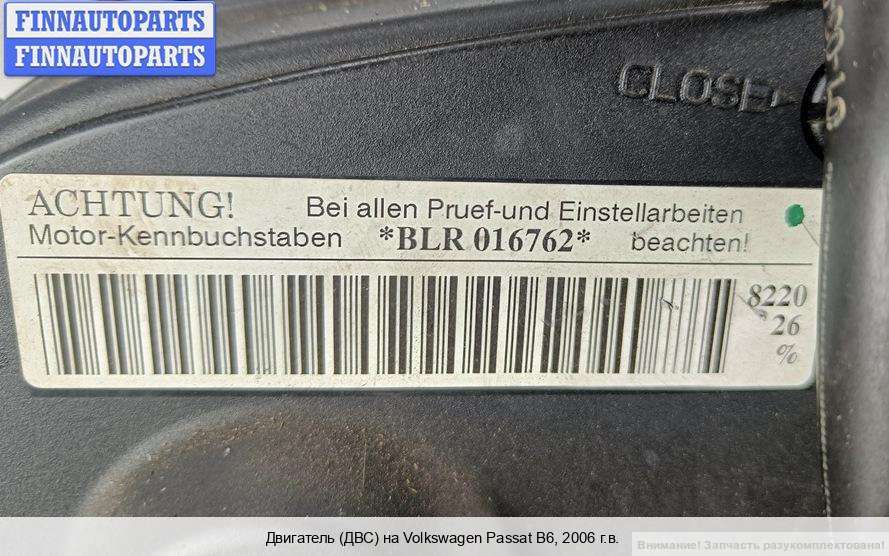 FINNAUTOPARTS
FINNAUTOPARTS
CLOSE
ACHTUNG! Bei allen Pruef-und Einstellarbeiten
Motor-Kennbuchstaben *BLR 016762* beachten!
8220
26
%
Двигатель (ДВС) на Volkswagen Passat B6, 2006 г.в.
Внимание! Запчасть разукомплектована!